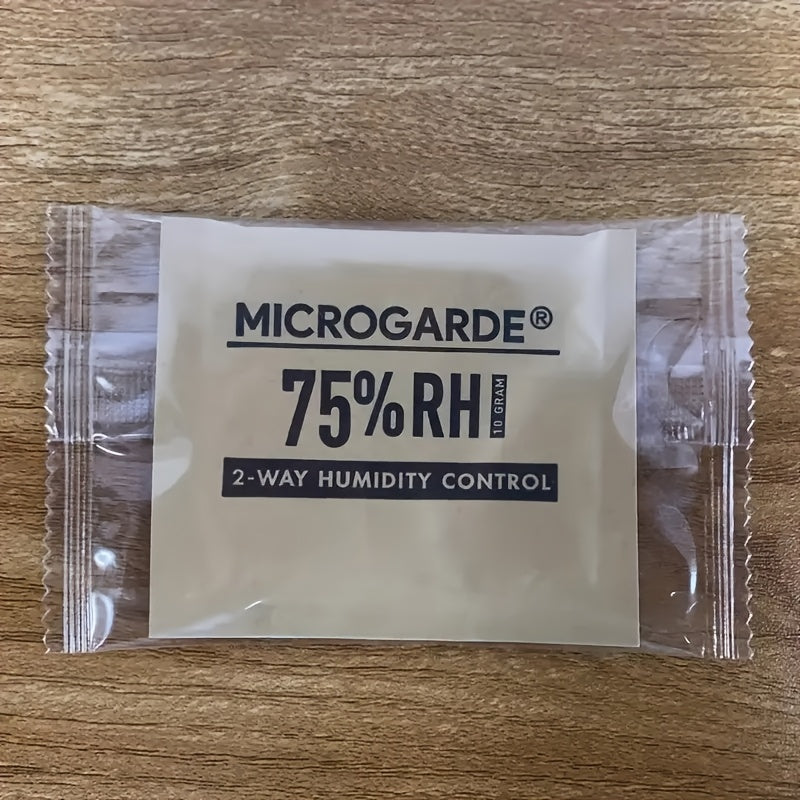 MICROGARDE®
75%RH 10 GRAM
2-WAY HUMIDITY CONTROL